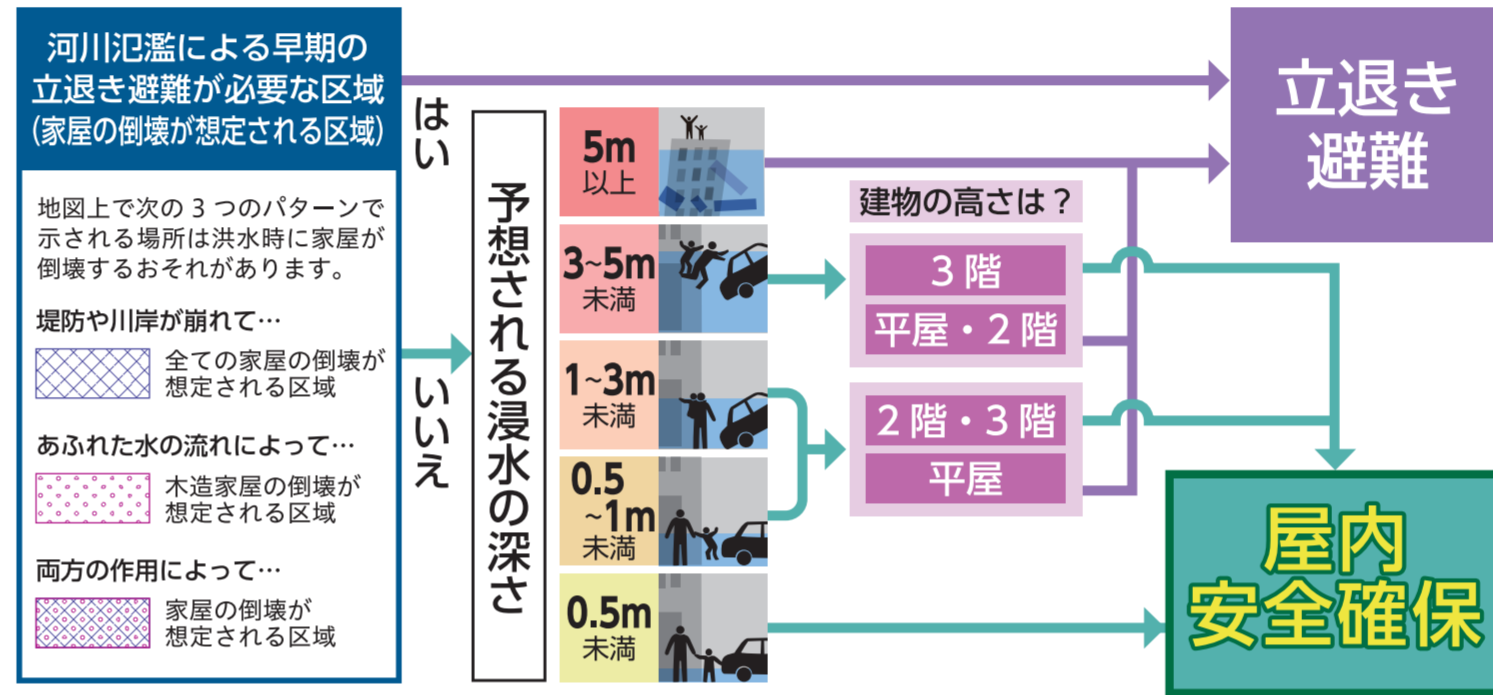 河川氾濫による早期の
立退き避難が必要な区域
(家屋の倒壊が想定される区域)
地図上で次の3つのパターンで
示される場所は洪水時に家屋が
倒壊するおそれがあります。
堤防や川岸が崩れて…
全ての家屋の倒壊が
想定される区域
あふれた水の流れによって…
木造家屋の倒壊が
想定される区域
両方の作用によって…
家屋の倒壊が
想定される区域
はい
いいえ
予想される浸水の深さ
5m
以上
3~5m
未満
1~3m
未満
0.5
~1m
未満
0.5m
未満
建物の高さは？
3階
平屋・2階
2階・3階
平屋
立退き
避難
屋内
安全確保